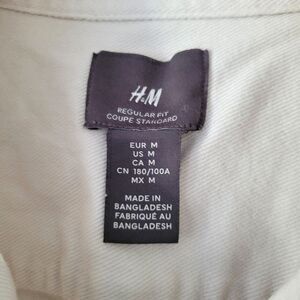 H&M
REGULAR FIT
COUPE STANDARD
EUR M
US M
CA M
CN 180/100A
MX M
MADE IN
BANGLADESH
FABRIQUÉ AU
BANGLADESH